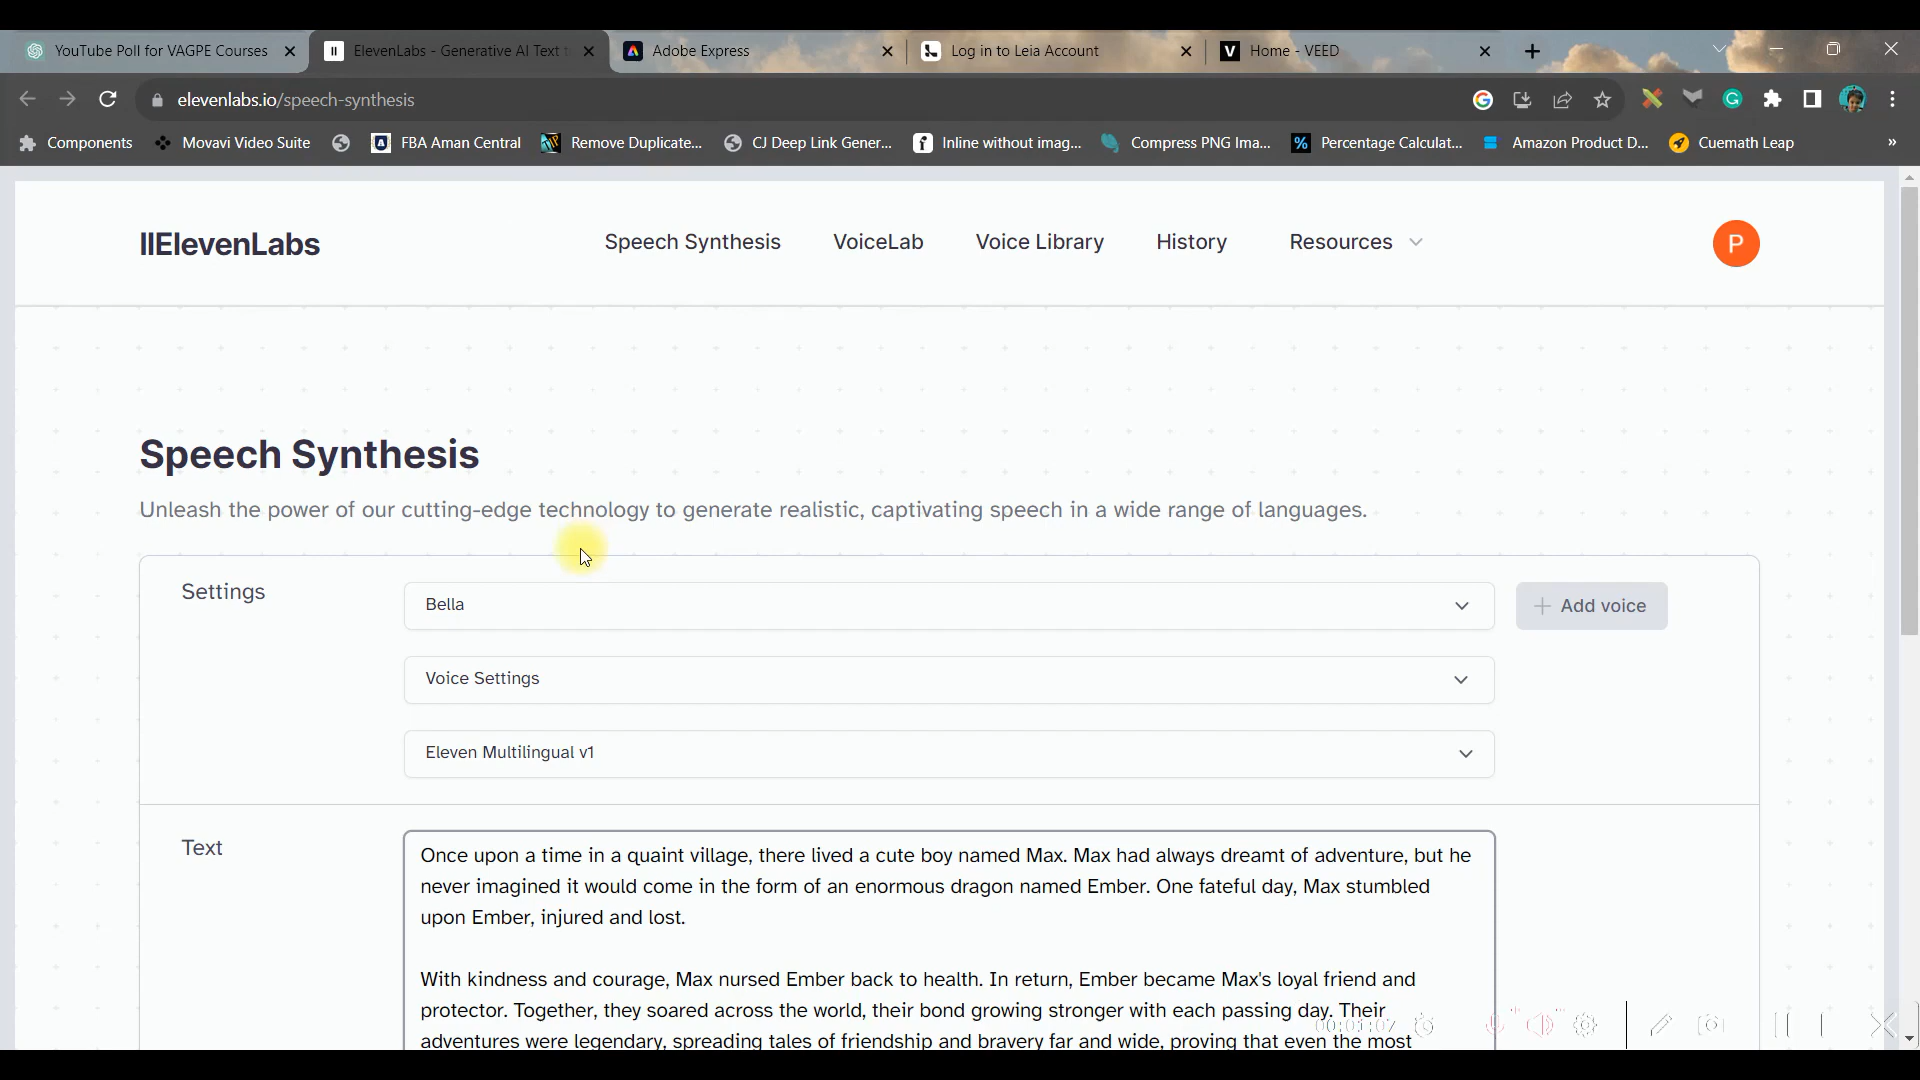 YouTube Poll for VAGPE Courses
ElevenLabs - Generative AI Text t
Adobe Express
Log in to Leia Account
Home - VEED
elevenlabs.io/speech-synthesis
Components
Movavi Video Suite
FBA Aman Central
Remove Duplicate...
CJ Deep Link Gener...
Inline without imag...
Compress PNG Ima...
Percentage Calculat...
Amazon Product D...
Cuemath Leap
»
IIElevenLabs
Speech Synthesis
VoiceLab
Voice Library
History
Resources
P
Speech Synthesis
Unleash the power of our cutting-edge technology to generate realistic, captivating speech in a wide range of languages.
Settings
Bella
+ Add voice
Voice Settings
Eleven Multilingual v1
Text
Once upon a time in a quaint village, there lived a cute boy named Max. Max had always dreamt of adventure, but he
never imagined it would come in the form of an enormous dragon named Ember. One fateful day, Max stumbled
upon Ember, injured and lost.
With kindness and courage, Max nursed Ember back to health. In return, Ember became Max's loyal friend and
protector. Together, they soared across the world, their bond growing stronger with each passing day. Their
adventures were legendary, spreading tales of friendship and bravery far and wide, proving that even the most